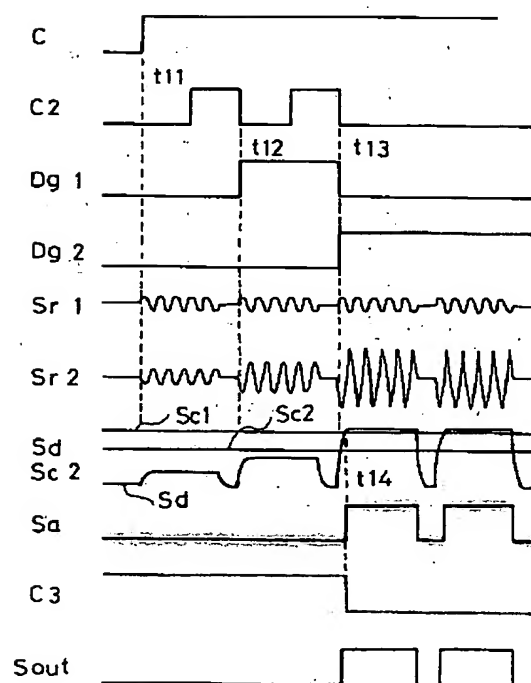 C
t11
C2
t12
t13
Dg 1
Dg 2
Sr 1
Sr 2
Sc1
Sc2
Sd
Sc 2
Sd
t14
Sa
C3
Sout